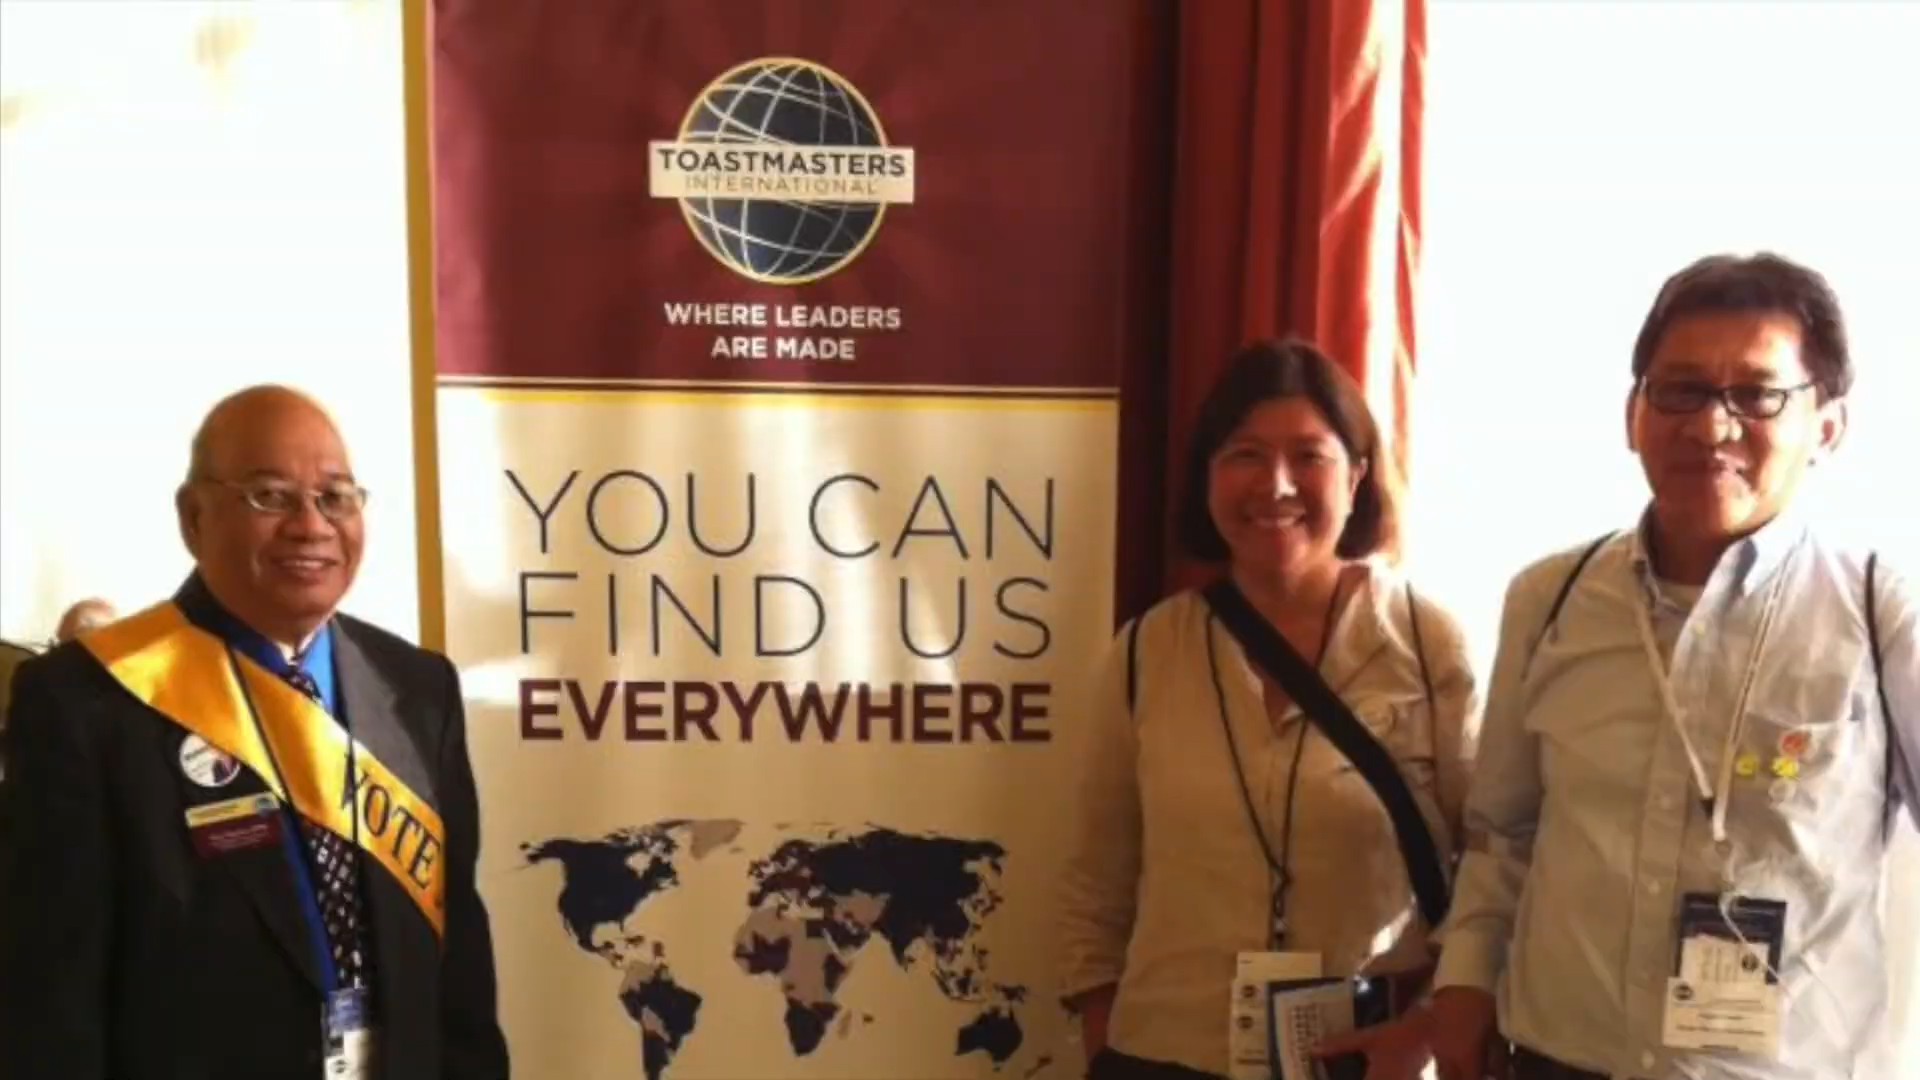 TOASTMASTERS
INTERNATIONAL
WHERE LEADERS
ARE MADE
YOU CAN
FIND US
EVERYWHERE
VOTE